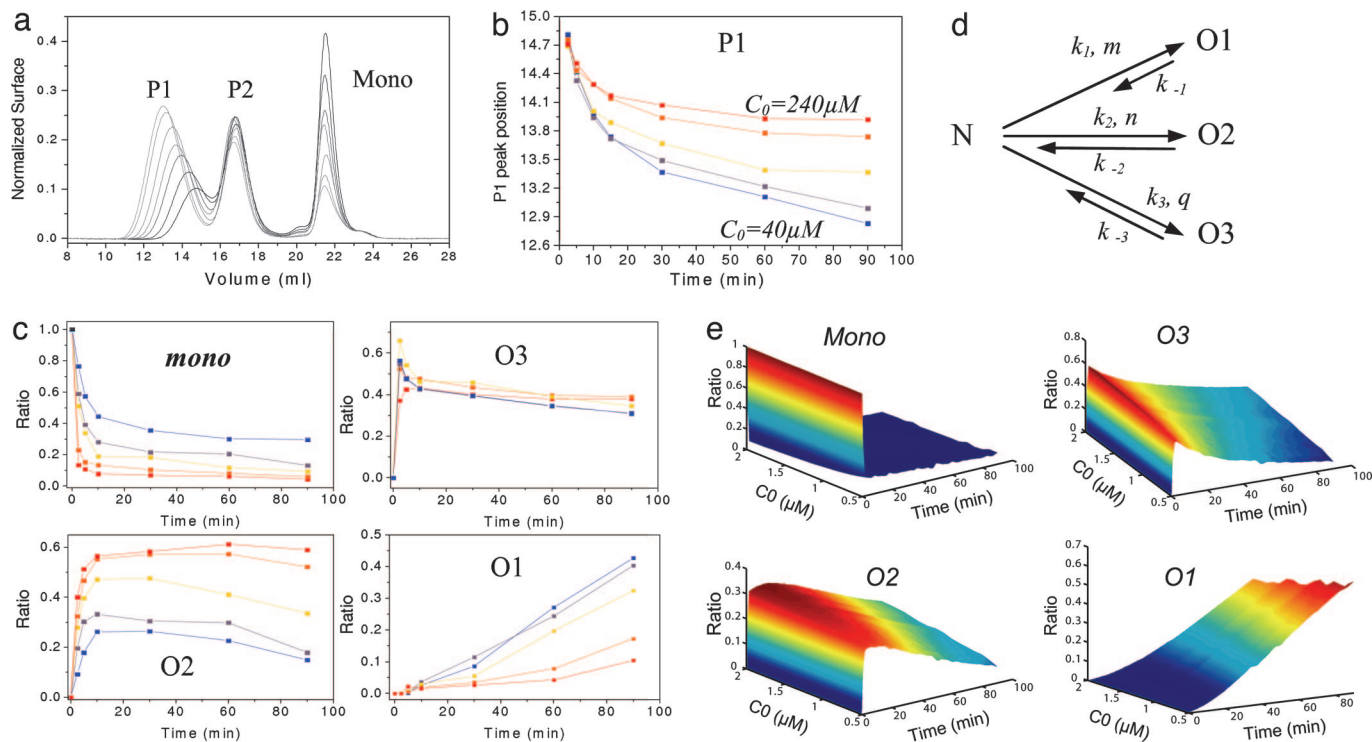 a
Normalized Surface
0.4
0.3
0.2
0.1
0.0
P1
P2
Mono
8 10 12 14 16 18 20 22 24 26 28
Volume (ml)
b
P1 peak position
15.0
14.7
14.4
14.1
13.8
13.5
13.2
12.9
12.6
P1
C₀=240µM
C₀=40µM
0 10 20 30 40 50 60 70 80 90 100
Time (min)
d
N
k₁, m
k₋₁
O1
k₂, n
k₋₂
O2
k₃, q
k₋₃
O3
c
Ratio
1.0
0.8
0.6
0.4
0.2
0.0
mono
0 20 40 60 80 100
Time (min)
Ratio
0.6
0.4
0.2
0.0
O3
0 20 40 60 80 100
Time (min)
Ratio
0.6
0.4
0.2
0.0
O2
0 20 40 60 80 100
Time (min)
Ratio
0.5
0.4
0.3
0.2
0.1
0.0
O1
0 20 40 60 80 100
Time (min)
e
Mono
Ratio
1
0.8
0.6
0.4
0.2
0
2
1.5
1
0.5
C0 (µM)
0 20 40 60 80 100
Time (min)
O3
Ratio
0.8
0.6
0.4
0.2
0
2
1.5
1
0.5
C0 (µM)
0 20 40 60 80 100
Time (min)
O2
Ratio
0.4
0.3
0.2
0.1
0
2
1.5
1
0.5
C0 (µM)
0 20 40 60 80 100
Time (min)
O1
Ratio
0.7
0.6
0.5
0.4
0.3
0.2
0.1
0
2
1.5
1
0.5
C0 (µM)
0 20 40 60 80 100
Time (min)